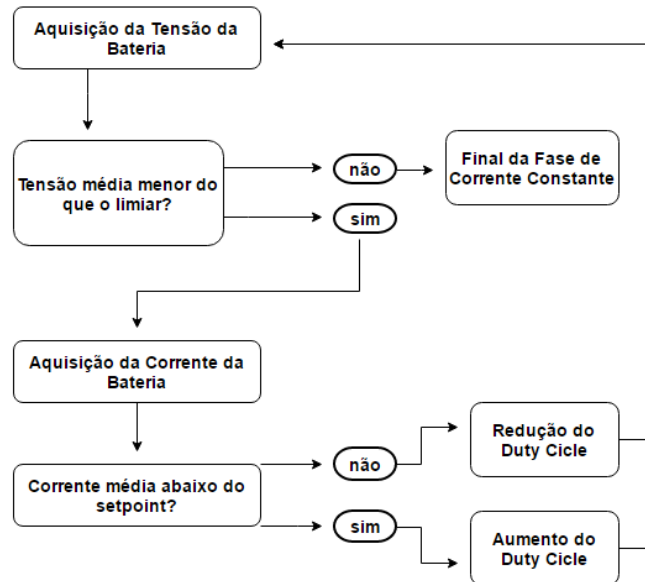 Aquisição da Tensão da
Bateria
Tensão média menor do
que o limiar?
não
sim
Final da Fase de
Corrente Constante
Aquisição da Corrente da
Bateria
Corrente média abaixo do
setpoint?
não
sim
Redução do
Duty Cicle
Aumento do
Duty Cicle